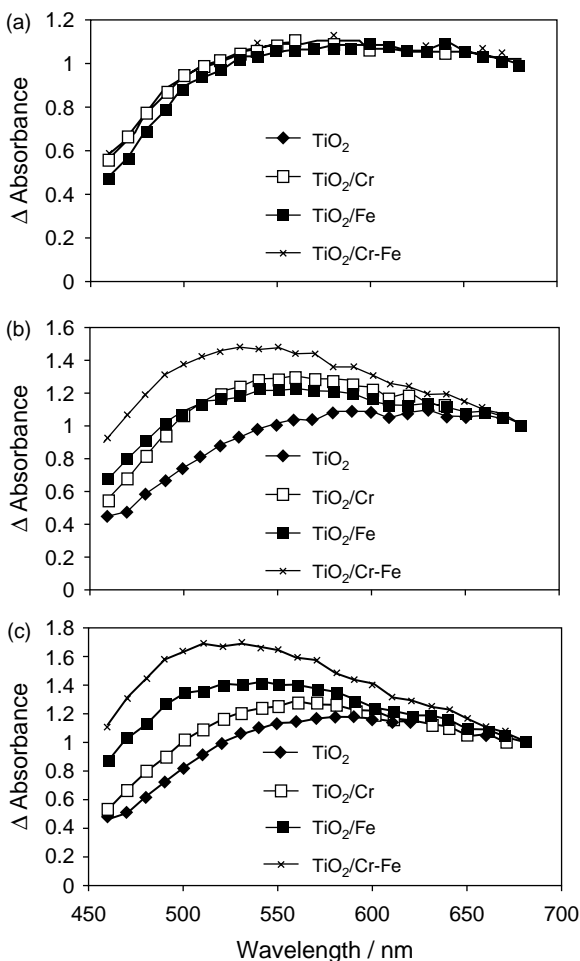 (a)
1.2
1
0.8
0.6
0.4
0.2
0
Δ Absorbance
TiO₂
TiO₂/Cr
TiO₂/Fe
TiO₂/Cr-Fe
(b)
1.6
1.4
1.2
1
0.8
0.6
0.4
0.2
0
Δ Absorbance
TiO₂
TiO₂/Cr
TiO₂/Fe
TiO₂/Cr-Fe
(c)
1.8
1.6
1.4
1.2
1
0.8
0.6
0.4
0.2
0
Δ Absorbance
TiO₂
TiO₂/Cr
TiO₂/Fe
TiO₂/Cr-Fe
450 500 550 600 650 700
Wavelength / nm